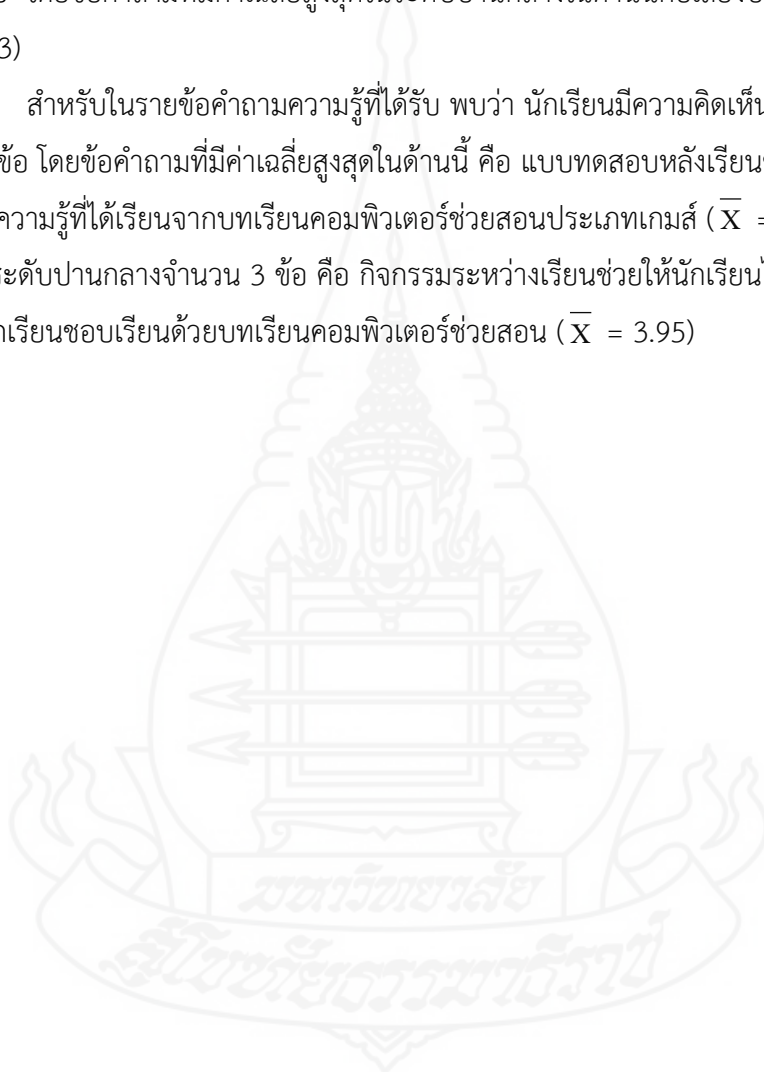 3)
สำหรับในรายข้อคำถามความรู้ที่ได้รับ พบว่า นักเรียนมีความคิดเห็น
ข้อ โดยข้อคำถามที่มีค่าเฉลี่ยสูงสุดในด้านนี้ คือ แบบทดสอบหลังเรียน
ความรู้ที่ได้เรียนจากบทเรียนคอมพิวเตอร์ช่วยสอนประเภทเกมส์ ( X̅ =
ระดับปานกลางจำนวน 3 ข้อ คือ กิจกรรมระหว่างเรียนช่วยให้นักเรียน
เรียนชอบเรียนด้วยบทเรียนคอมพิวเตอร์ช่วยสอน ( X̅ = 3.95)
มหาวิทยาลัย
สุโขทัยธรรมาธิราช